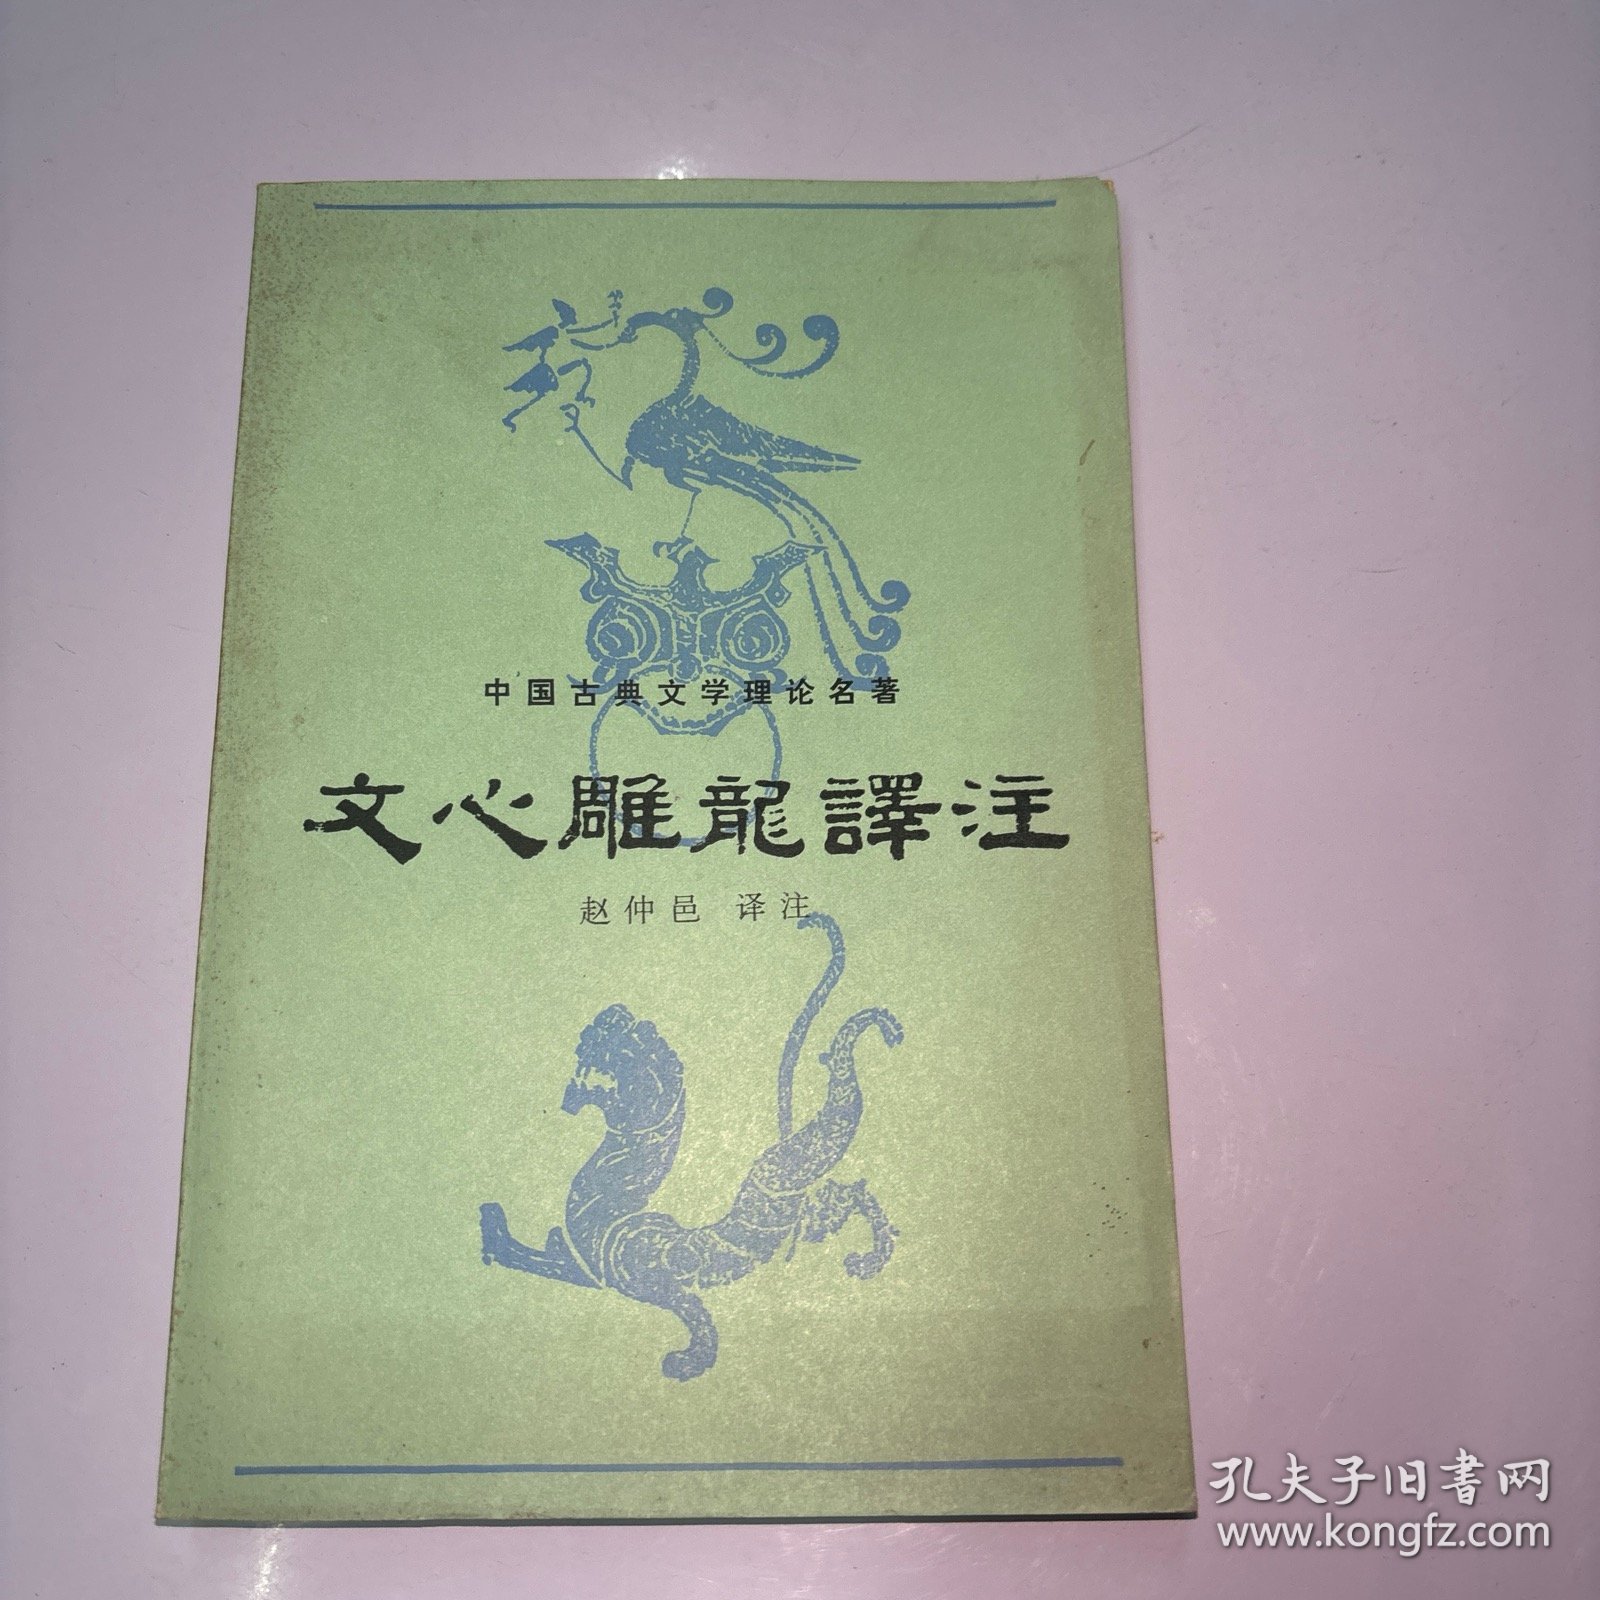 中国古典文学理论名著
文心雕龍譯注
赵仲邑 译注
孔夫子旧書网
www.kongfz.com